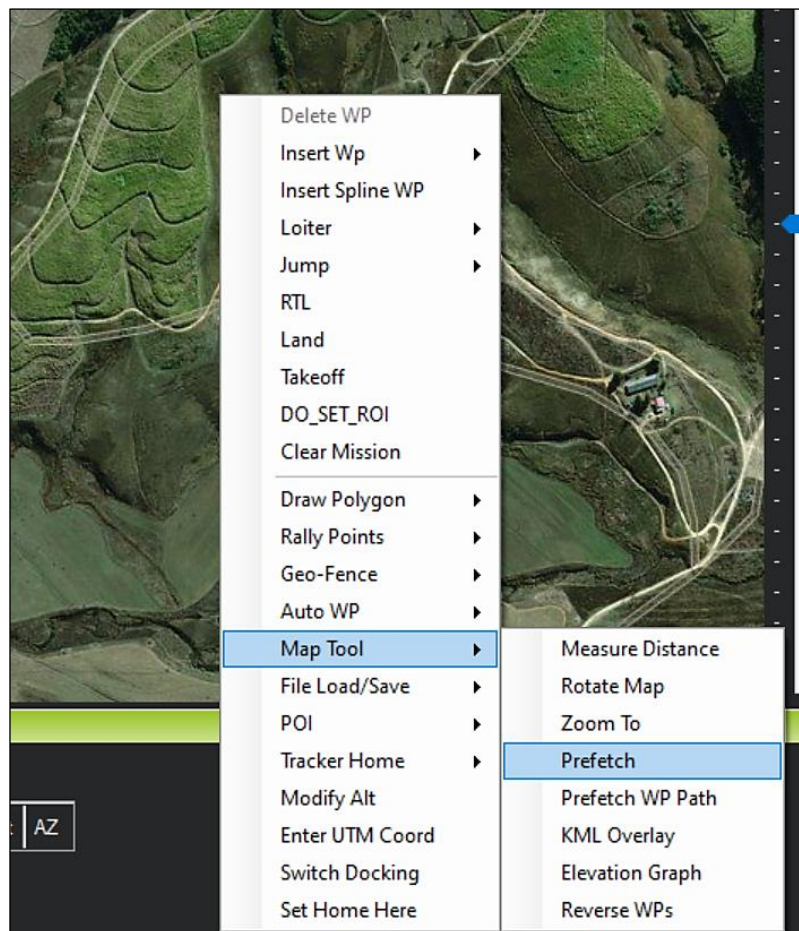 Delete WP
Insert Wp
Insert Spline WP
Loiter
Jump
RTL
Land
Takeoff
DO_SET_ROI
Clear Mission
Draw Polygon
Rally Points
Geo-Fence
Auto WP
Map Tool
File Load/Save
POI
Tracker Home
Modify Alt
Enter UTM Coord
Switch Docking
Set Home Here
Measure Distance
Rotate Map
Zoom To
Prefetch
Prefetch WP Path
KML Overlay
Elevation Graph
Reverse WPs
AZ